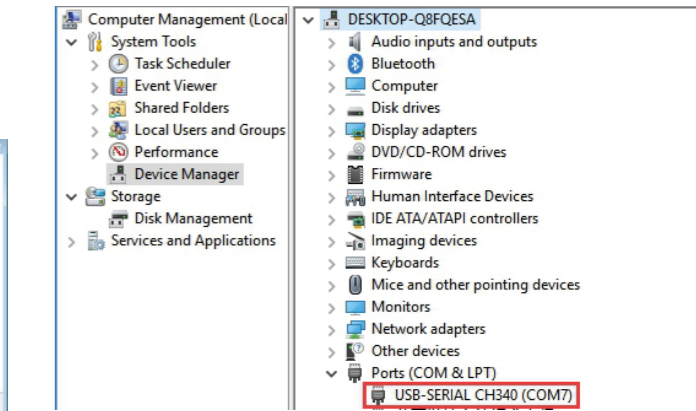 Computer Management (Local
System Tools
Task Scheduler
Event Viewer
Shared Folders
Local Users and Groups
Performance
Device Manager
Storage
Disk Management
Services and Applications
DESKTOP-Q8FQESA
Audio inputs and outputs
Bluetooth
Computer
Disk drives
Display adapters
DVD/CD-ROM drives
Firmware
Human Interface Devices
IDE ATA/ATAPI controllers
Imaging devices
Keyboards
Mice and other pointing devices
Monitors
Network adapters
Other devices
Ports (COM & LPT)
USB-SERIAL CH340 (COM7)